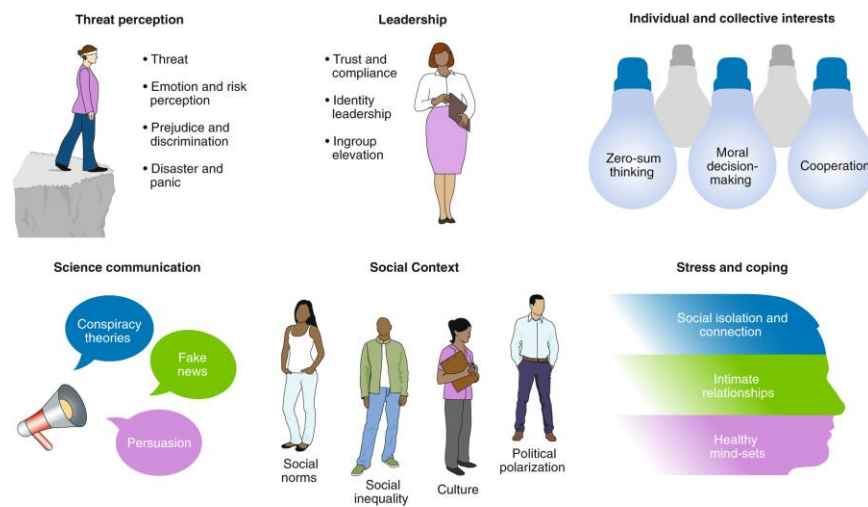 Threat perception
• Threat
• Emotion and risk
perception
• Prejudice and
discrimination
• Disaster and
panic
Leadership
• Trust and
compliance
• Identity
leadership
• Ingroup
elevation
Individual and collective interests
Zero-sum
thinking
Moral
decision-
making
Cooperation
Science communication
Conspiracy
theories
Fake
news
Persuasion
Social Context
Social
norms
Social
inequality
Culture
Political
polarization
Stress and coping
Social isolation and
connection
Intimate
relationships
Healthy
mind-sets